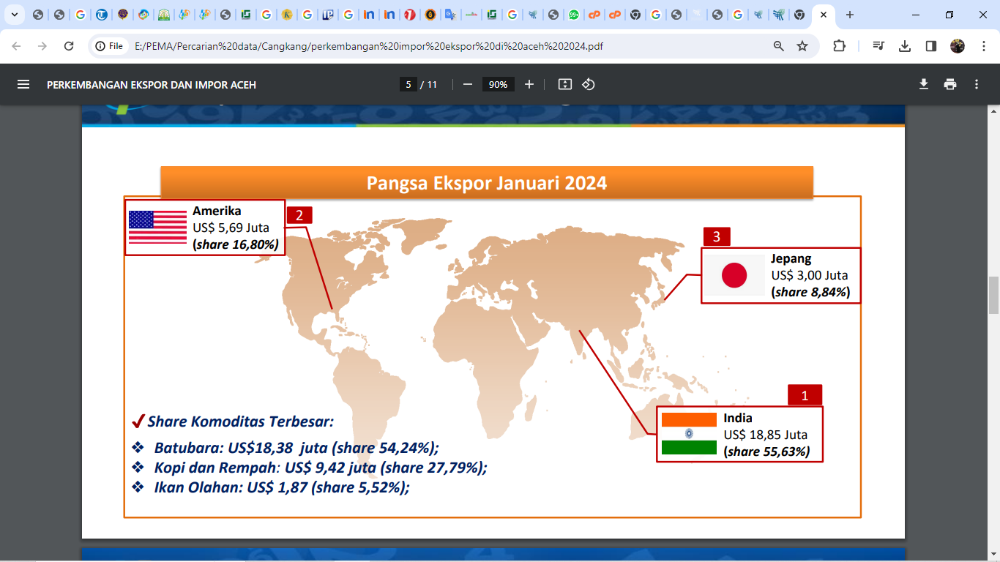 File
E:/PEMA/Percarian%20data/Cangkang/perkembangan%20impor%20ekspor%20di%20aceh%202024.pdf
PERKEMBANGAN EKSPOR DAN IMPOR ACEH
5 / 11
90%
Pangsa Ekspor Januari 2024
Amerika
US$ 5,69 Juta
(share 16,80%)
2
3
Jepang
US$ 3,00 Juta
(share 8,84%)
1
India
US$ 18,85 Juta
(share 55,63%)
✓Share Komoditas Terbesar:
❖ Batubara: US$18,38 juta (share 54,24%);
❖ Kopi dan Rempah: US$ 9,42 juta (share 27,79%);
❖ Ikan Olahan: US$ 1,87 (share 5,52%);